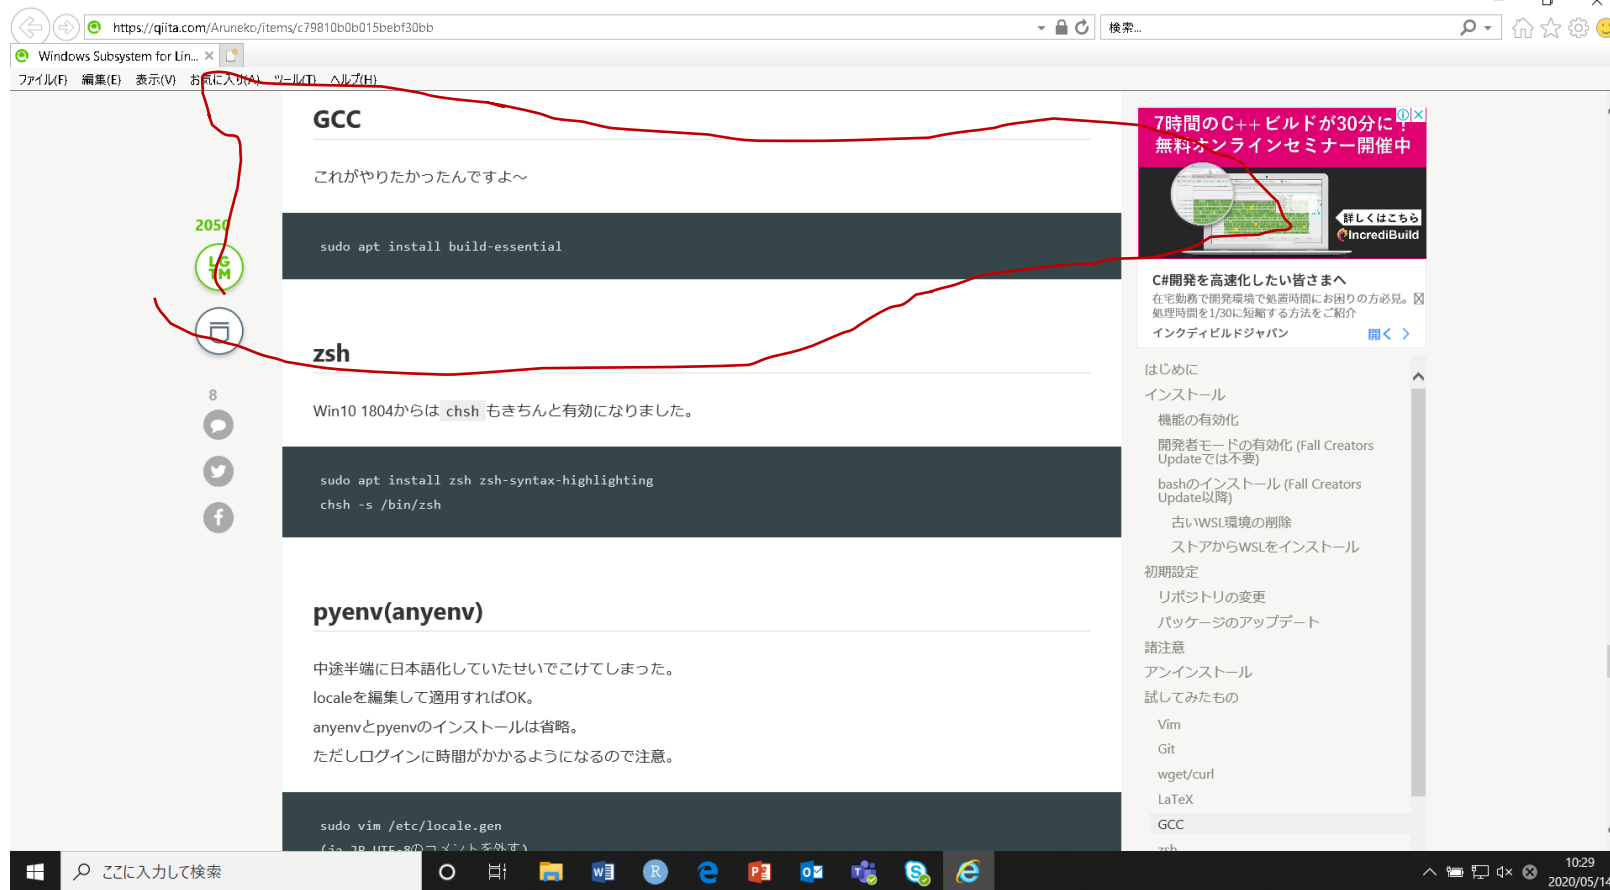 https://qiita.com/Aruneko/items/c79810b0b015bebf30bb
検索...
Windows Subsystem for Lin...
ファイル(F) 編集(E) 表示(V) お気に入り(A) ツール(T) ヘルプ(H)
GCC
これがやりたかったんですよ～
sudo apt install build-essential
2050
LG
TM
zsh
Win10 1804からは chsh もきちんと有効になりました。
8
sudo apt install zsh zsh-syntax-highlighting
chsh -s /bin/zsh
pyenv(anyenv)
中途半端に日本語化していたせいでこけてしまった。
localeを編集して適用すればOK。
anyenvとpyenvのインストールは省略。
ただしログインに時間がかかるようになるので注意。
sudo vim /etc/locale.gen
(ja_JP.UTF-8のコメントを外す)
7時間のC++ビルドが30分に！
無料オンラインセミナー開催中
詳しくはこちら
IncrediBuild
C#開発を高速化したい皆さまへ
在宅勤務で開発環境で処置時間にお困りの方必見。
処理時間を1/30に短縮する方法をご紹介
インクディビルドジャパン
開く
はじめに
インストール
機能の有効化
開発者モードの有効化 (Fall Creators
Updateでは不要)
bashのインストール (Fall Creators
Update以降)
古いWSL環境の削除
ストアからWSLをインストール
初期設定
リポジトリの変更
パッケージのアップデート
諸注意
アンインストール
試してみたもの
Vim
Git
wget/curl
LaTeX
GCC
zsh
ここに入力して検索
10:29
2020/05/14